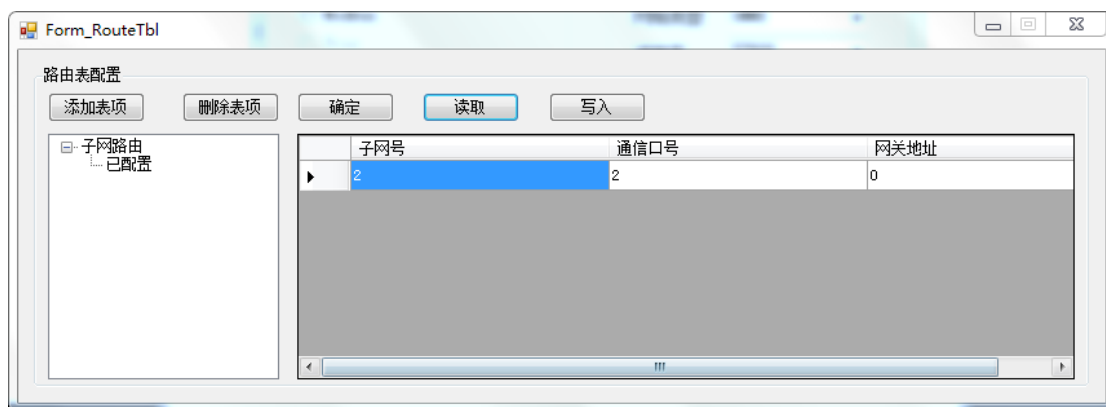 Form_RouteTbl
路由表配置
添加表项 删除表项 确定 读取 写入
子网路由
已配置
子网号 通信口号 网关地址
2 2 0